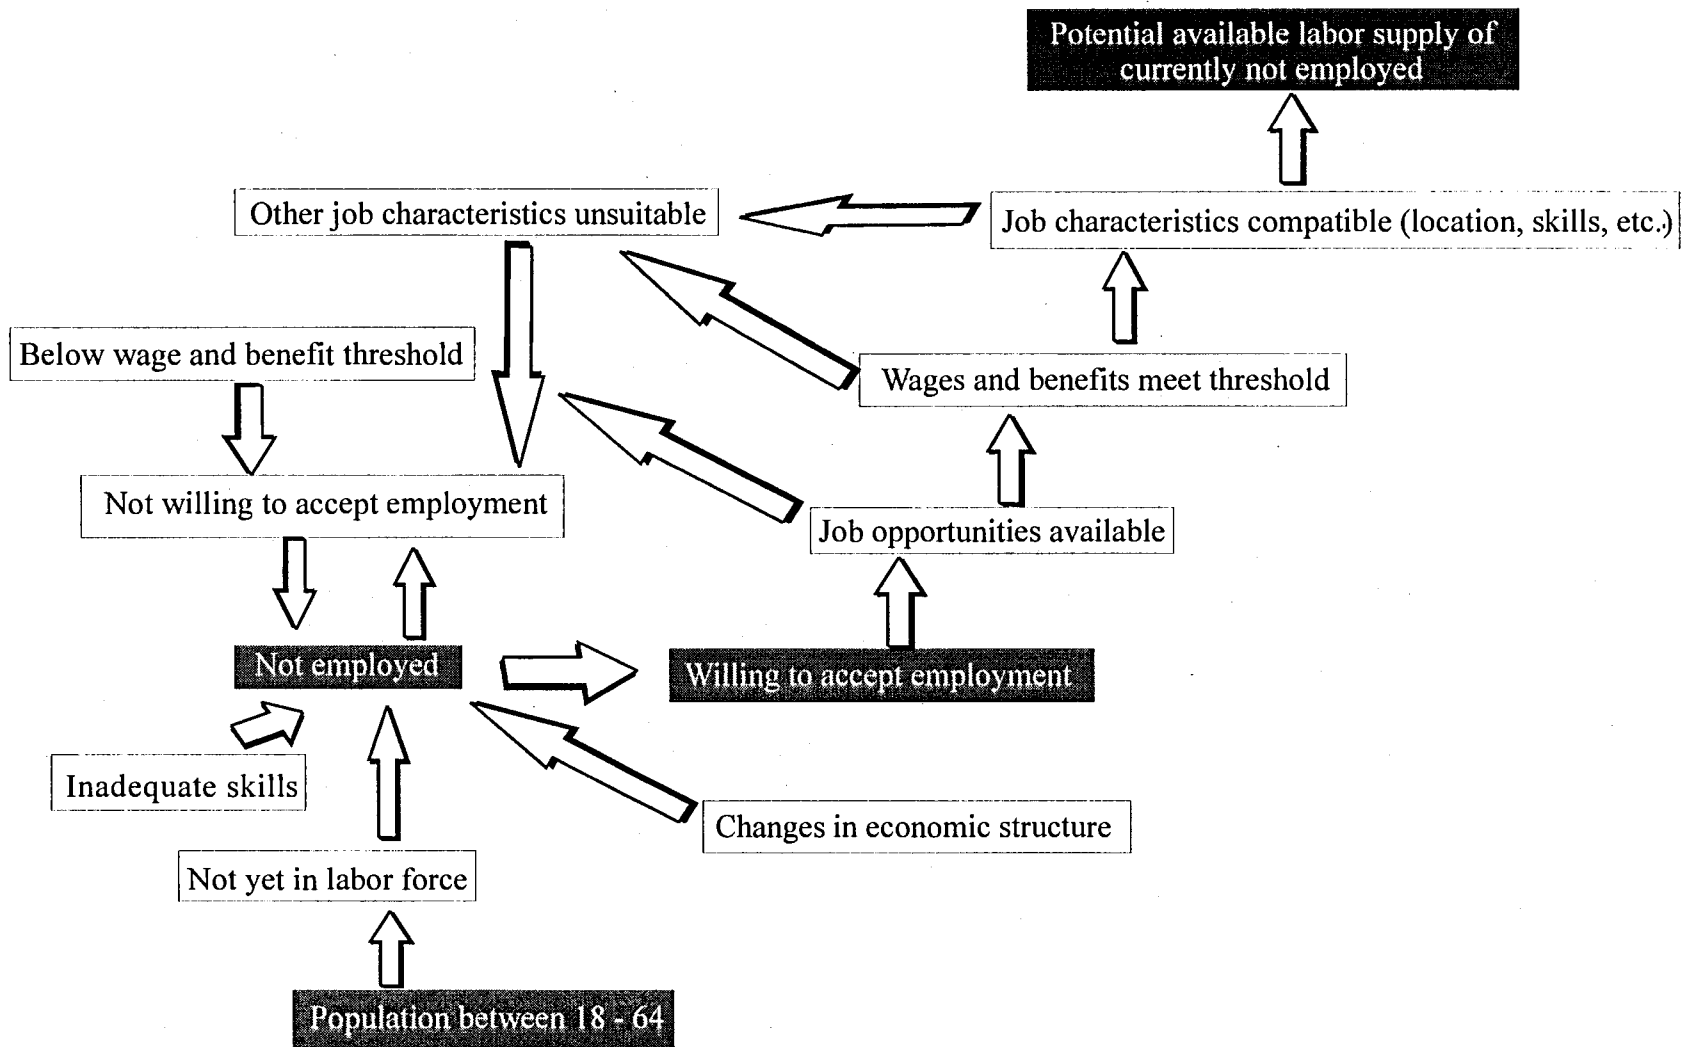 Potential available labor supply of
currently not employed
Other job characteristics unsuitable
Job characteristics compatible (location, skills, etc.)
Below wage and benefit threshold
Wages and benefits meet threshold
Not willing to accept employment
Job opportunities available
Not employed
Willing to accept employment
Inadequate skills
Changes in economic structure
Not yet in labor force
Population between 18 - 64